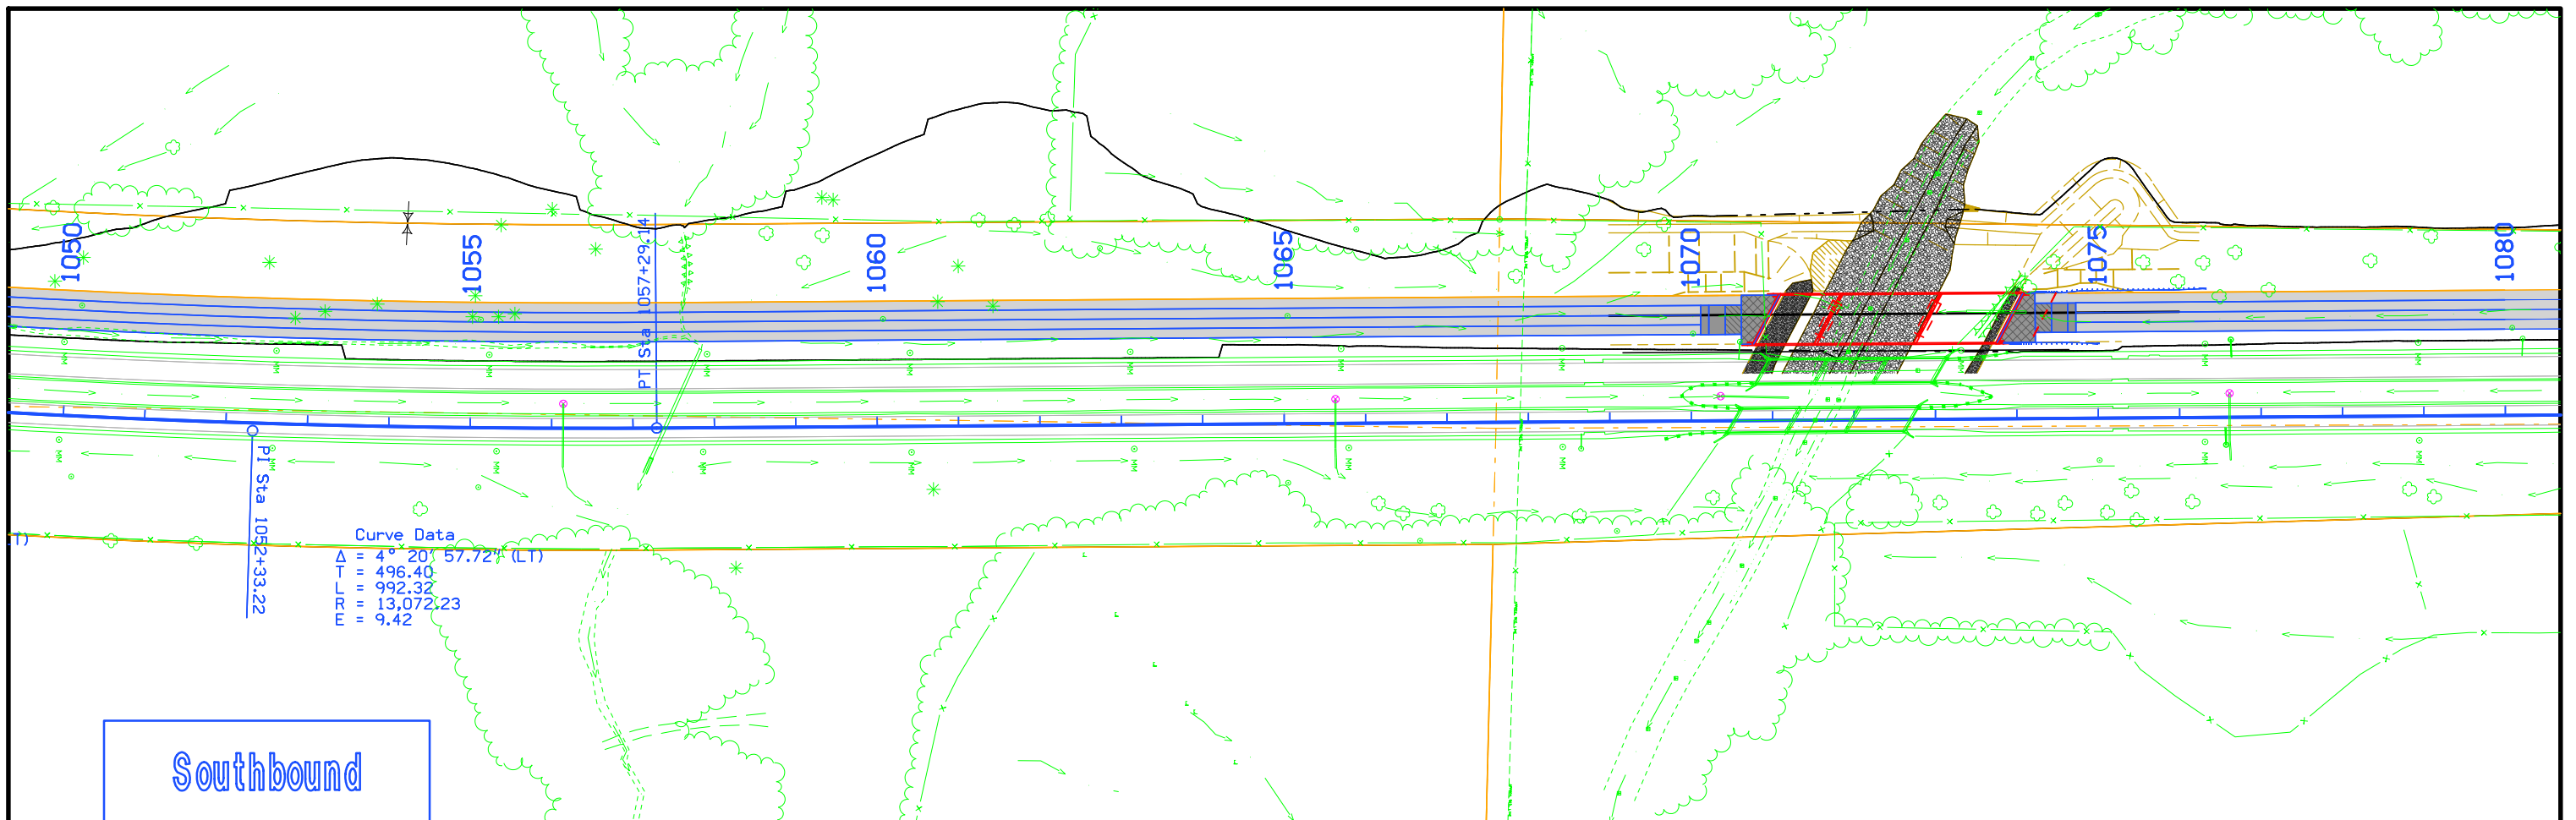 1050
1055
PT Sta 1057+29.14
1060
1065
1070
1075
1080
PI Sta 1052+33.22
T)
Curve Data
Δ = 4° 20' 57.72" (LT)
T = 496.40
L = 992.32
R = 13,072.23
E = 9.42
Southbound